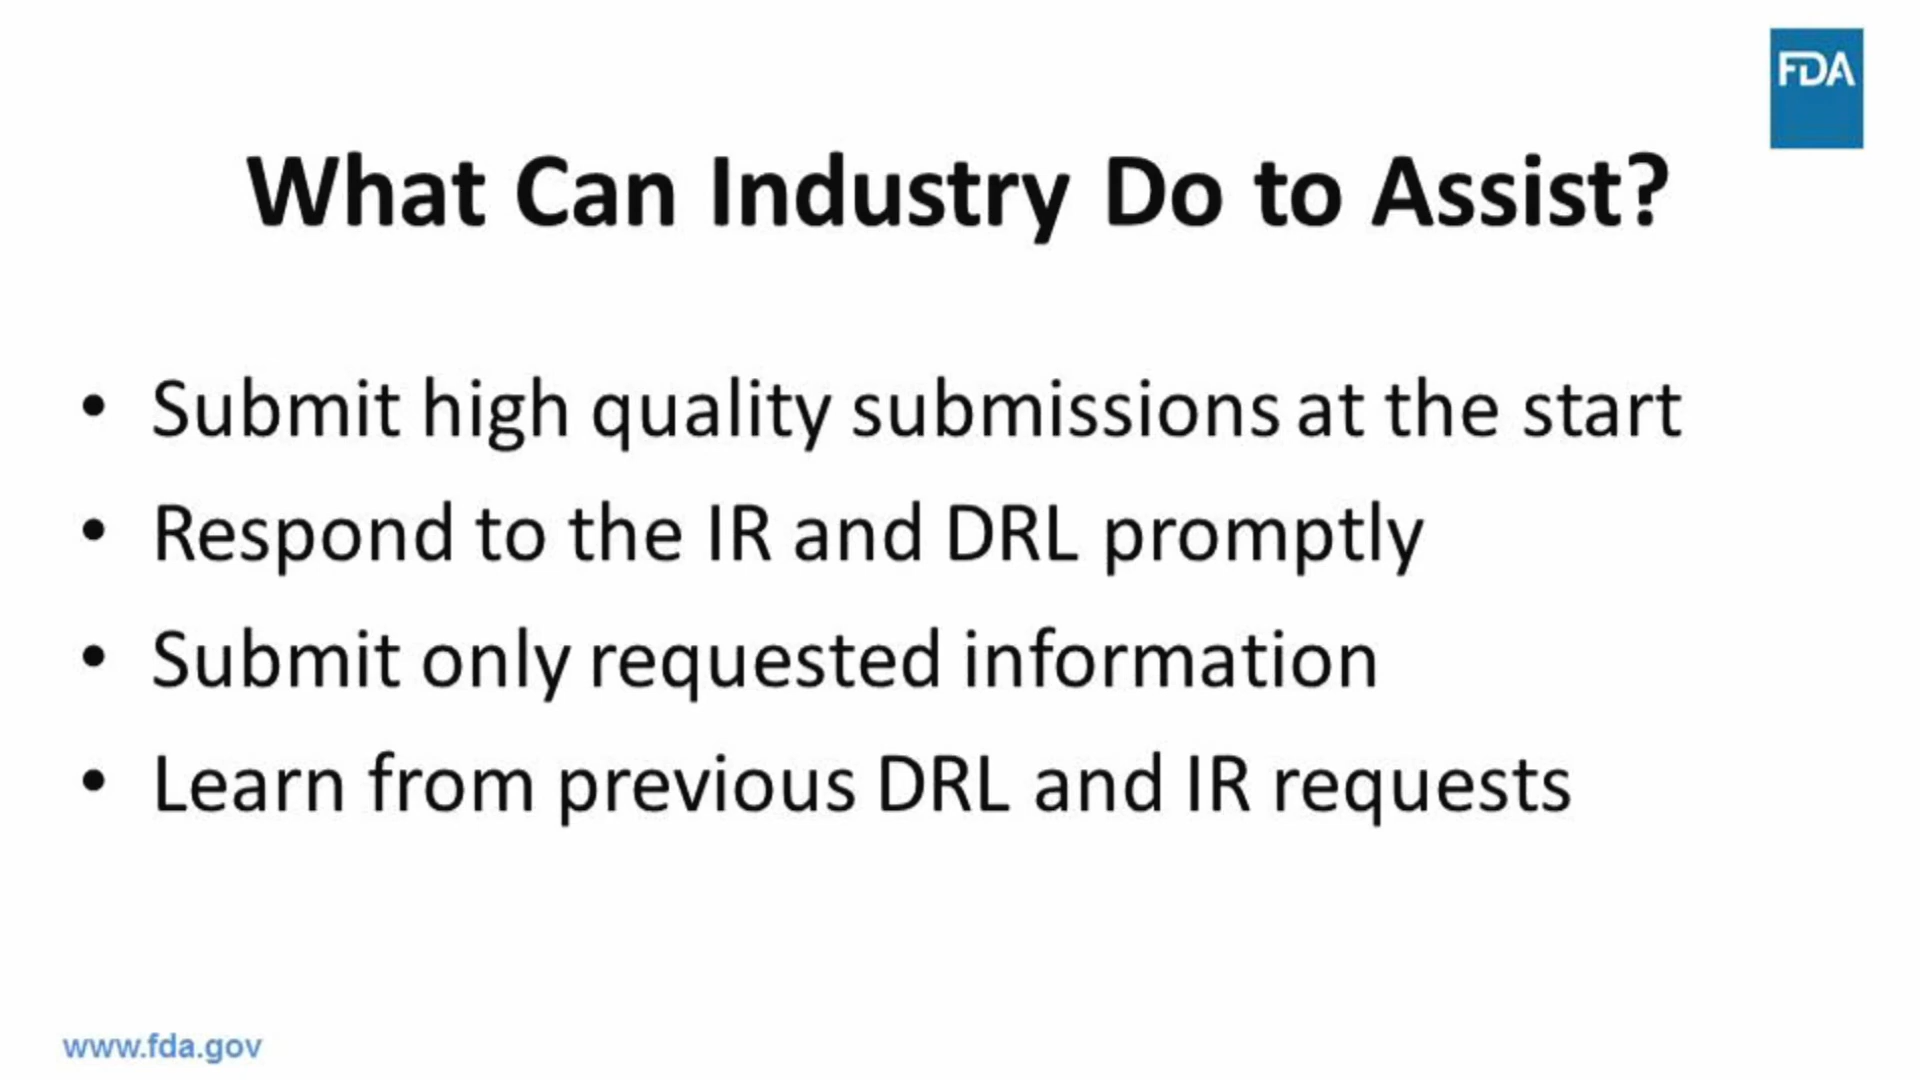 FDA
What Can Industry Do to Assist?
• Submit high quality submissions at the start
• Respond to the IR and DRL promptly
• Submit only requested information
• Learn from previous DRL and IR requests
www.fda.gov